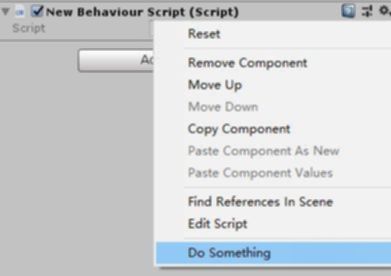 New Behaviour Script (Script)
Script
Reset
Remove Component
Move Up
Move Down
Copy Component
Paste Component As New
Paste Component Values
Find References In Scene
Edit Script
Do Something